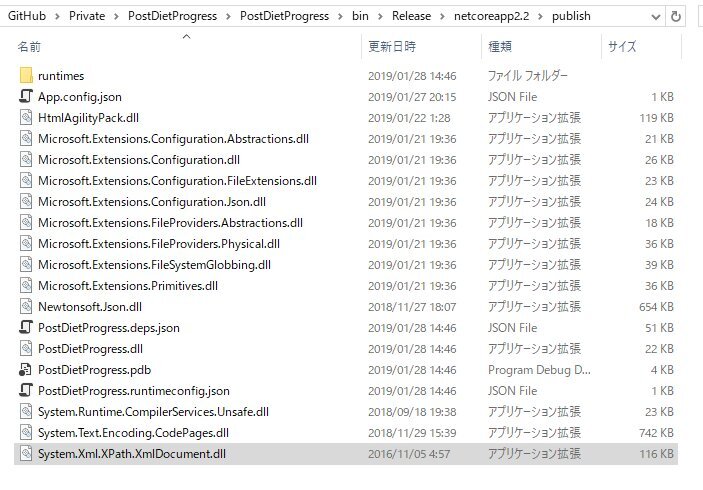 GitHub › Private › PostDietProgress › PostDietProgress › bin › Release › netcoreapp2.2 › publish
名前 更新日時 種類 サイズ
runtimes 2019/01/28 14:46 ファイル フォルダー
App.config.json 2019/01/27 20:15 JSON File 1 KB
HtmlAgilityPack.dll 2019/01/22 1:28 アプリケーション拡張 119 KB
Microsoft.Extensions.Configuration.Abstractions.dll 2019/01/21 19:36 アプリケーション拡張 21 KB
Microsoft.Extensions.Configuration.dll 2019/01/21 19:36 アプリケーション拡張 26 KB
Microsoft.Extensions.Configuration.FileExtensions.dll 2019/01/21 19:36 アプリケーション拡張 23 KB
Microsoft.Extensions.Configuration.Json.dll 2019/01/21 19:36 アプリケーション拡張 24 KB
Microsoft.Extensions.FileProviders.Abstractions.dll 2019/01/21 19:36 アプリケーション拡張 18 KB
Microsoft.Extensions.FileProviders.Physical.dll 2019/01/21 19:36 アプリケーション拡張 36 KB
Microsoft.Extensions.FileSystemGlobbing.dll 2019/01/21 19:36 アプリケーション拡張 39 KB
Microsoft.Extensions.Primitives.dll 2019/01/21 19:36 アプリケーション拡張 36 KB
Newtonsoft.Json.dll 2018/11/27 18:07 アプリケーション拡張 654 KB
PostDietProgress.deps.json 2019/01/28 14:46 JSON File 51 KB
PostDietProgress.dll 2019/01/28 14:46 アプリケーション拡張 22 KB
PostDietProgress.pdb 2019/01/28 14:46 Program Debug D... 4 KB
PostDietProgress.runtimeconfig.json 2019/01/28 14:46 JSON File 1 KB
System.Runtime.CompilerServices.Unsafe.dll 2018/09/18 19:38 アプリケーション拡張 23 KB
System.Text.Encoding.CodePages.dll 2018/11/29 15:39 アプリケーション拡張 742 KB
System.Xml.XPath.XmlDocument.dll 2016/11/05 4:57 アプリケーション拡張 116 KB